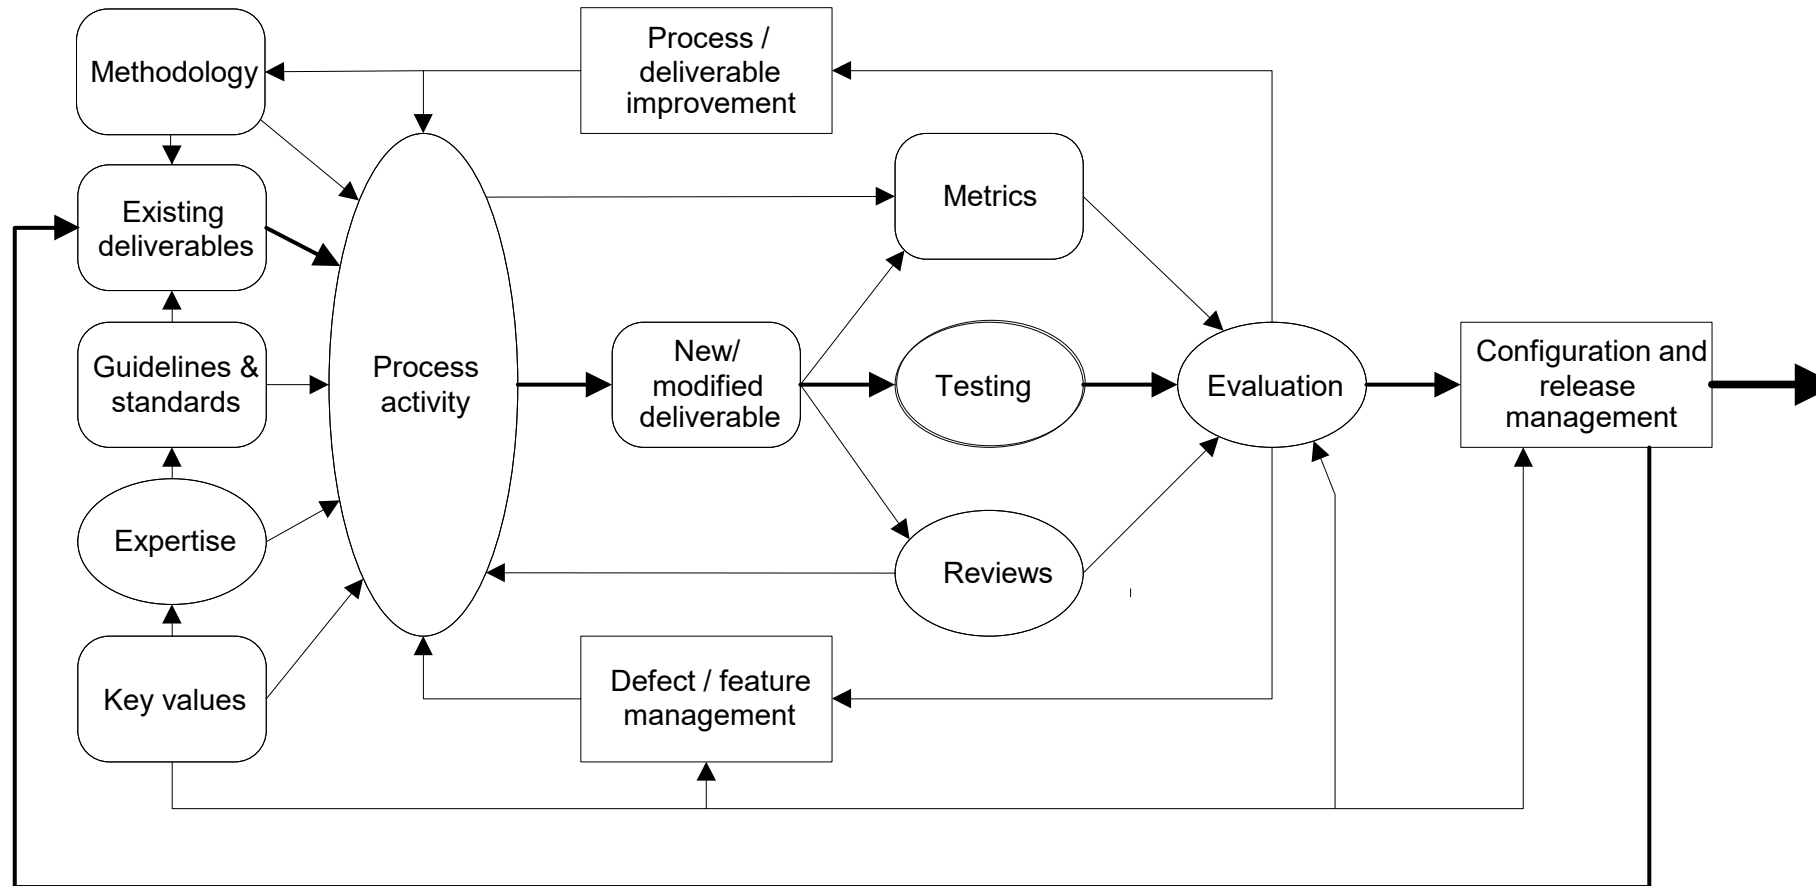 Methodology
Process /
deliverable
improvement
Existing
deliverables
Metrics
Guidelines &
standards
Process
activity
New/
modified
deliverable
Testing
Evaluation
Configuration and
release
management
Expertise
Reviews
Key values
Defect / feature
management